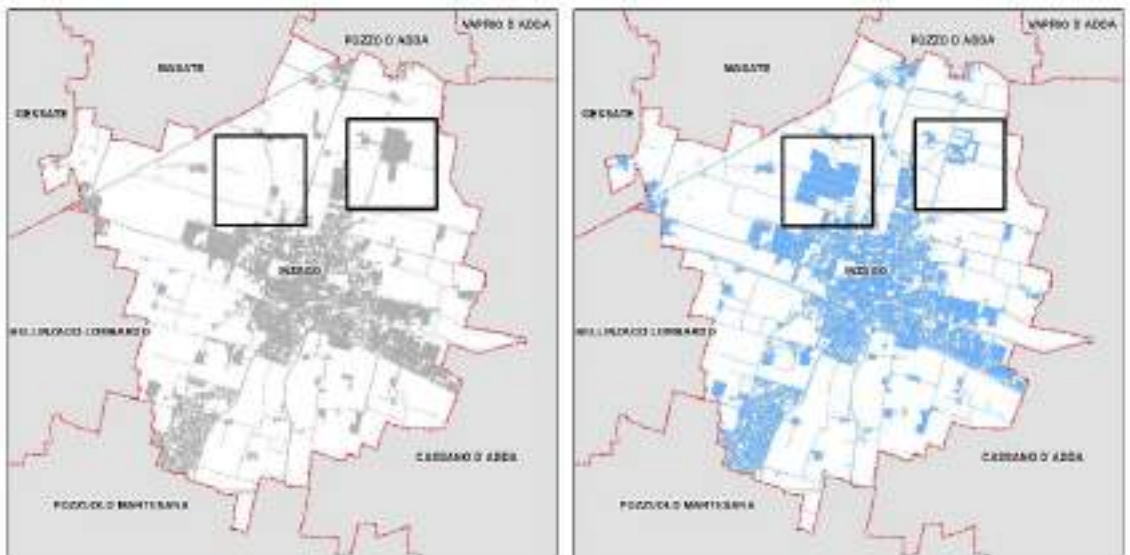 VAPRIO D'ADDA
POZZO D'ADDA
MASATE
GESSATE
INZAGO
BELLINZAGO LOMBARDO
CASSANO D'ADDA
POZZUOLO MARTESANA
VAPRIO D'ADDA
POZZO D'ADDA
MASATE
GESSATE
INZAGO
BELLINZAGO LOMBARDO
CASSANO D'ADDA
POZZUOLO MARTESANA